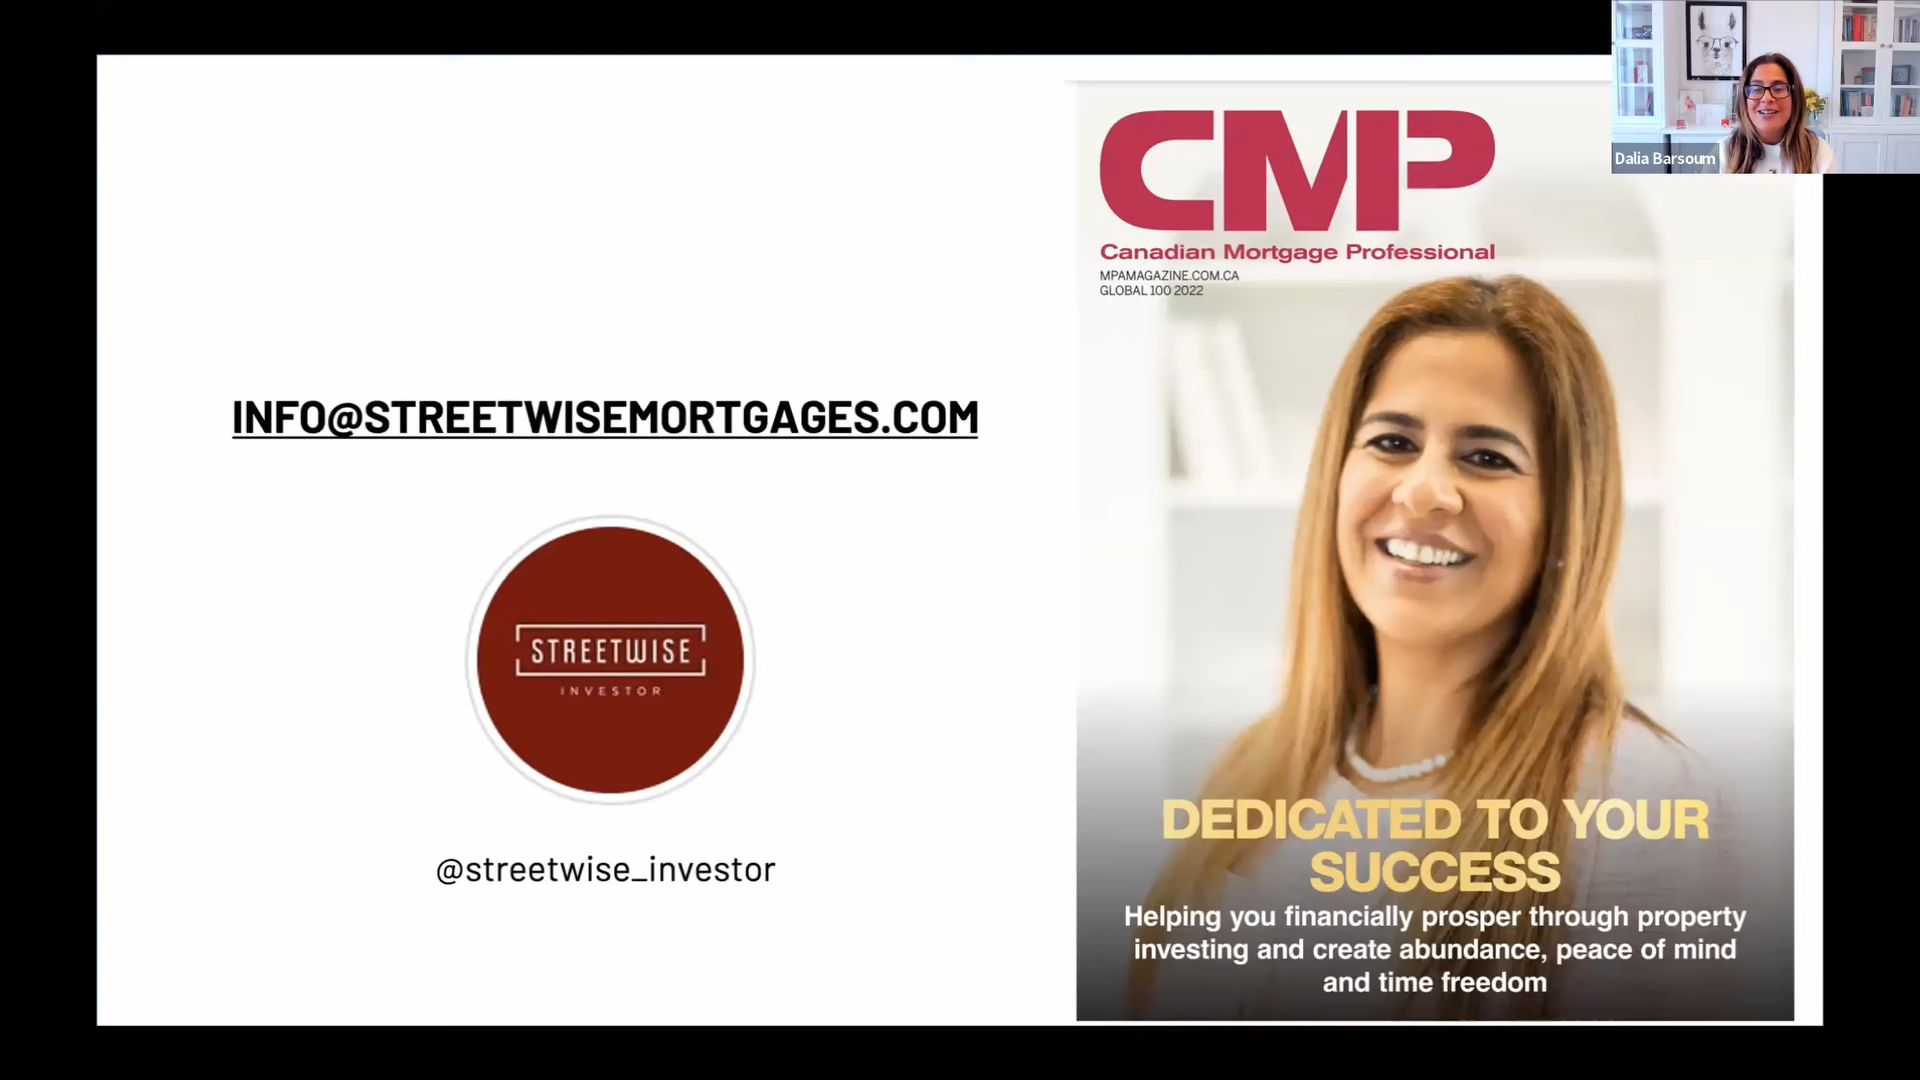 INFO@STREETWISEMORTGAGES.COM
STREETWISE
INVESTOR
@streetwise_investor
CMP
Canadian Mortgage Professional
MPAMAGAZINE.COM.CA
GLOBAL 100 2022
DEDICATED TO YOUR
SUCCESS
Helping you financially prosper through property
investing and create abundance, peace of mind
and time freedom
Dalia Barsoum